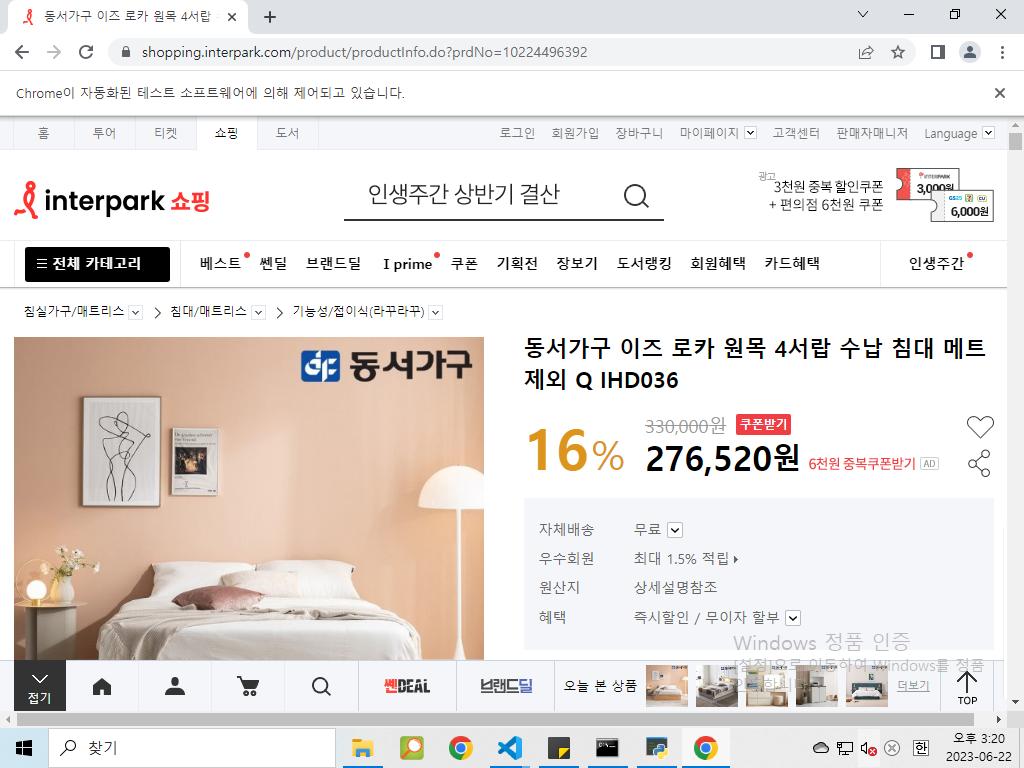 동서가구 이즈 로카 원목 4서랍
shopping.interpark.com/product/productInfo.do?prdNo=10224496392
Chrome이 자동화된 테스트 소프트웨어에 의해 제어되고 있습니다.
홈 투어 티켓 쇼핑 도서 로그인 회원가입 장바구니 마이페이지 고객센터 판매자매니저 Language
interpark 쇼핑
인생주간 상반기 결산
광고
3천원 중복 할인쿠폰
+ 편의점 6천원 쿠폰
INTERPARK
3,000원
GS25 CU
6,000원
전체 카테고리 베스트 쎈딜 브랜드딜 I prime 쿠폰 기획전 장보기 도서랭킹 회원혜택 카드혜택 인생주간
침실가구/매트리스 침대/매트리스 기능성/접이식(라꾸라꾸)
동서가구
동서가구 이즈 로카 원목 4서랍 수납 침대 메트
제외 Q IHD036
16% 330,000원 쿠폰받기
276,520원 6천원 중복쿠폰받기 AD
자체배송 무료
우수회원 최대 1.5% 적립
원산지 상세설명참조
혜택 즉시할인 / 무이자 할부
Windows 정품 인증
[설정]으로 이동하여 Windows를 정품
접기 쎈DEAL 브랜드딜 오늘 본 상품 더보기 TOP
찾기
한
오후 3:20
2023-06-22